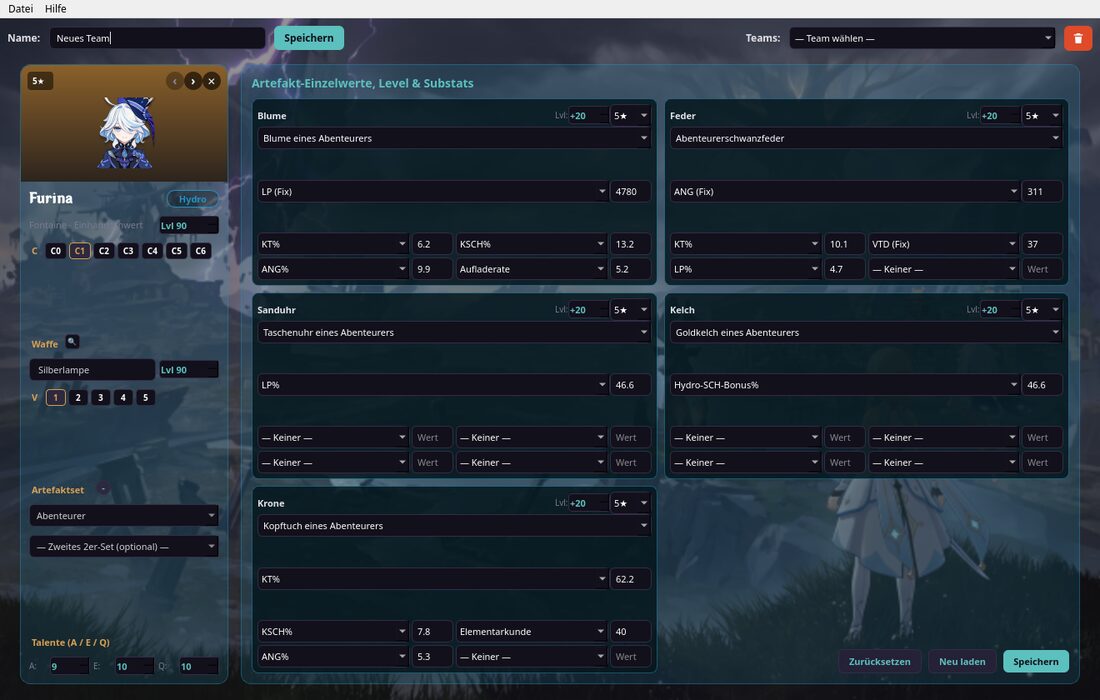 Datei Hilfe
Name: Neues Team Speichern Teams: — Team wählen —
5★ ‹ › ✕
Furina Hydro
Fontaine · Einhandschwert Lvl 90
C C0 C1 C2 C3 C4 C5 C6
Waffe
Silberlampe Lvl 90
V 1 2 3 4 5
Artefaktset -
Abenteurer
— Zweites 2er-Set (optional) —
Talente (A / E / Q)
A: 9 E: 10 Q: 10
Artefakt-Einzelwerte, Level & Substats
Blume Lvl: +20 5★
Blume eines Abenteurers
LP (Fix) 4780
KT% 6.2 KSCH% 13.2
ANG% 9.9 Aufladerate 5.2
Feder Lvl: +20 5★
Abenteurerschwanzfeder
ANG (Fix) 311
KT% 10.1 VTD (Fix) 37
LP% 4.7 — Keiner — Wert
Sanduhr Lvl: +20 5★
Taschenuhr eines Abenteurers
LP% 46.6
— Keiner — Wert — Keiner — Wert
— Keiner — Wert — Keiner — Wert
Kelch Lvl: +20 5★
Goldkelch eines Abenteurers
Hydro-SCH-Bonus% 46.6
— Keiner — Wert — Keiner — Wert
— Keiner — Wert — Keiner — Wert
Krone Lvl: +20 5★
Kopftuch eines Abenteurers
KT% 62.2
KSCH% 7.8 Elementarkunde 40
ANG% 5.3 — Keiner — Wert
Zurücksetzen Neu laden Speichern